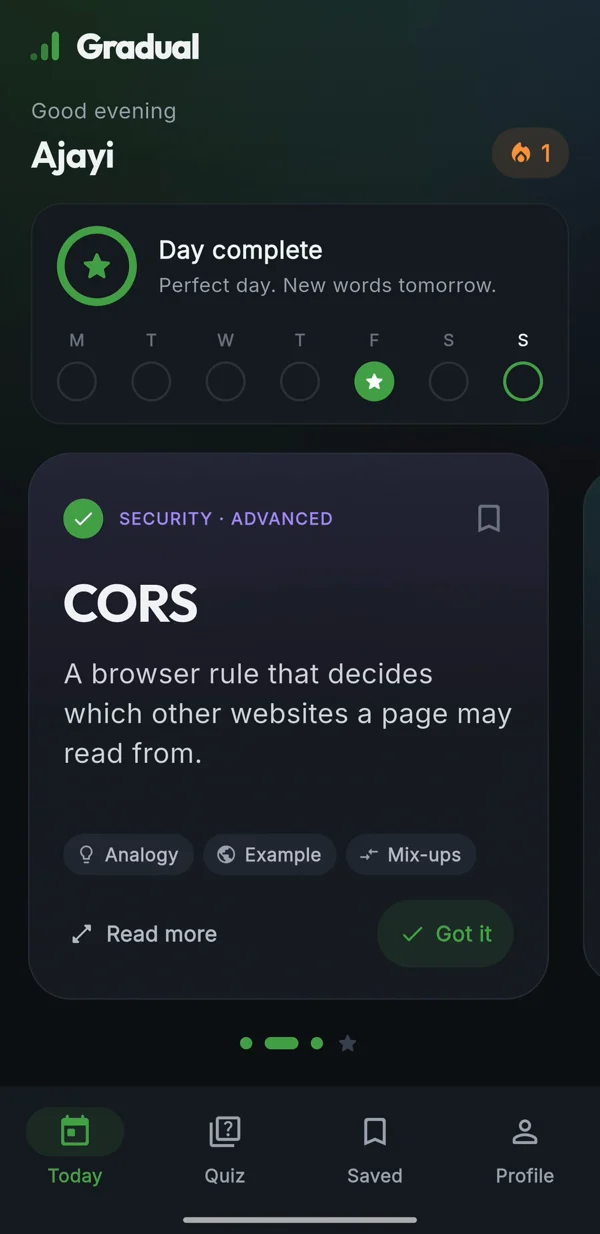 Gradual
Good evening
Ajayi
1
Day complete
Perfect day. New words tomorrow.
M T W T F S S
SECURITY · ADVANCED
CORS
A browser rule that decides
which other websites a page may
read from.
Analogy Example Mix-ups
Read more Got it
Today Quiz Saved Profile